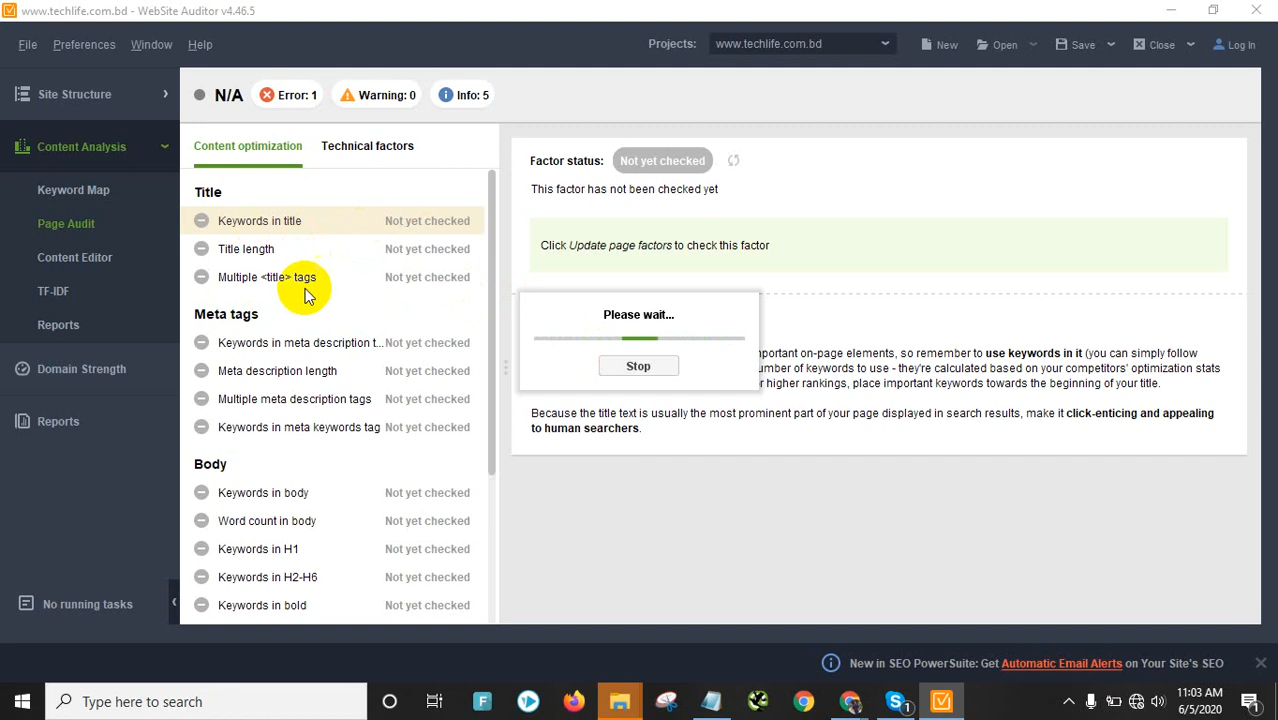 www.techlife.com.bd - WebSite Auditor v4.46.5
File Preferences Window Help Projects: www.techlife.com.bd New Open Save Close Log In
Site Structure
Content Analysis
Keyword Map
Page Audit
Content Editor
TF-IDF
Reports
Domain Strength
Reports
No running tasks
N/A Error: 1 Warning: 0 Info: 5
Content optimization Technical factors
Title
Keywords in title Not yet checked
Title length Not yet checked
Multiple <title> tags Not yet checked
Meta tags
Keywords in meta description t... Not yet checked
Meta description length Not yet checked
Multiple meta description tags Not yet checked
Keywords in meta keywords tag Not yet checked
Body
Keywords in body Not yet checked
Word count in body Not yet checked
Keywords in H1 Not yet checked
Keywords in H2-H6 Not yet checked
Keywords in bold Not yet checked
Factor status: Not yet checked
This factor has not been checked yet
Click Update page factors to check this factor
Please wait...
Stop
portant on-page elements, so remember to use keywords in it (you can simply follow
umber of keywords to use - they're calculated based on your competitors' optimization stats
r higher rankings, place important keywords towards the beginning of your title.
Because the title text is usually the most prominent part of your page displayed in search results, make it click-enticing and appealing
to human searchers.
New in SEO PowerSuite: Get Automatic Email Alerts on Your Site's SEO
Type here to search
11:03 AM
6/5/2020